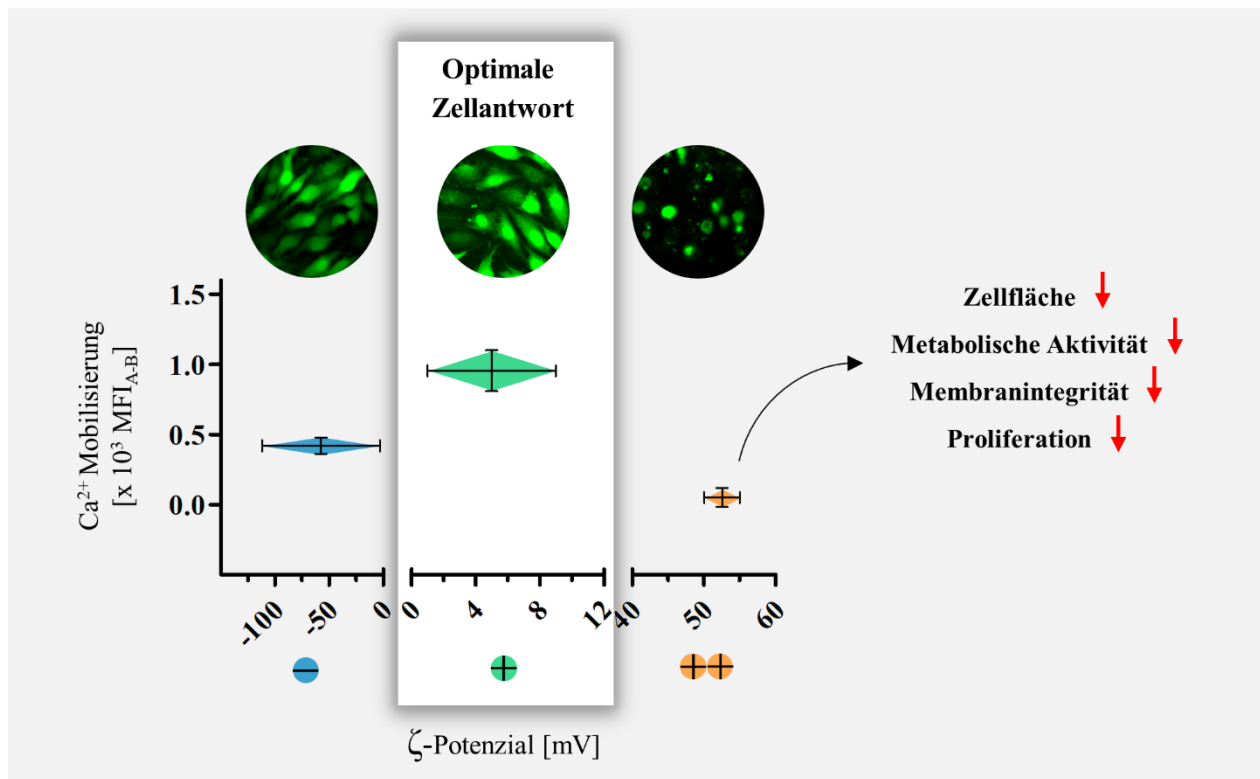 Optimale
Zellantwort
Ca²⁺ Mobilisierung
[x 10³ MFI_A-B]
1.5
1.0
0.5
0.0
Zellfläche
Metabolische Aktivität
Membranintegrität
Proliferation
-100 -50 0
0 4 8 12
40 50 60
ζ-Potenzial [mV]